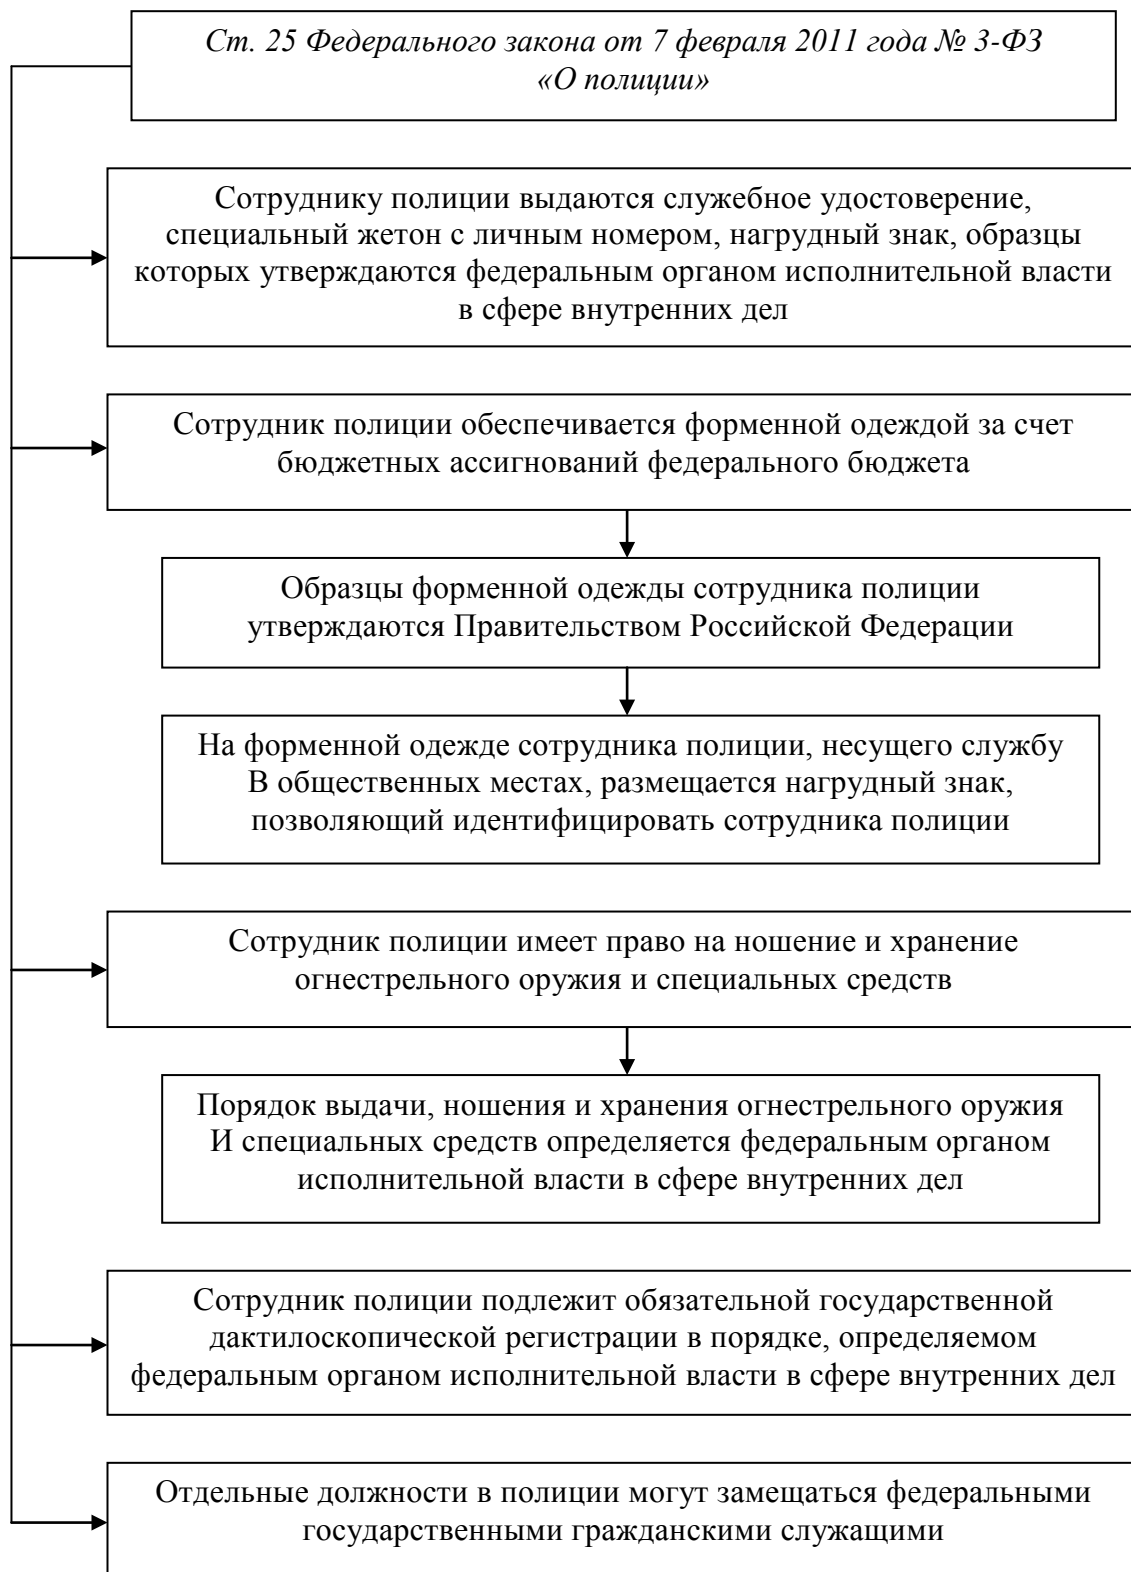 Ст. 25 Федерального закона от 7 февраля 2011 года № 3-ФЗ
«О полиции»
Сотруднику полиции выдаются служебное удостоверение,
специальный жетон с личным номером, нагрудный знак, образцы
которых утверждаются федеральным органом исполнительной власти
в сфере внутренних дел
Сотрудник полиции обеспечивается форменной одеждой за счет
бюджетных ассигнований федерального бюджета
Образцы форменной одежды сотрудника полиции
утверждаются Правительством Российской Федерации
На форменной одежде сотрудника полиции, несущего службу
В общественных местах, размещается нагрудный знак,
позволяющий идентифицировать сотрудника полиции
Сотрудник полиции имеет право на ношение и хранение
огнестрельного оружия и специальных средств
Порядок выдачи, ношения и хранения огнестрельного оружия
И специальных средств определяется федеральным органом
исполнительной власти в сфере внутренних дел
Сотрудник полиции подлежит обязательной государственной
дактилоскопической регистрации в порядке, определяемом
федеральным органом исполнительной власти в сфере внутренних дел
Отдельные должности в полиции могут замещаться федеральными
государственными гражданскими служащими